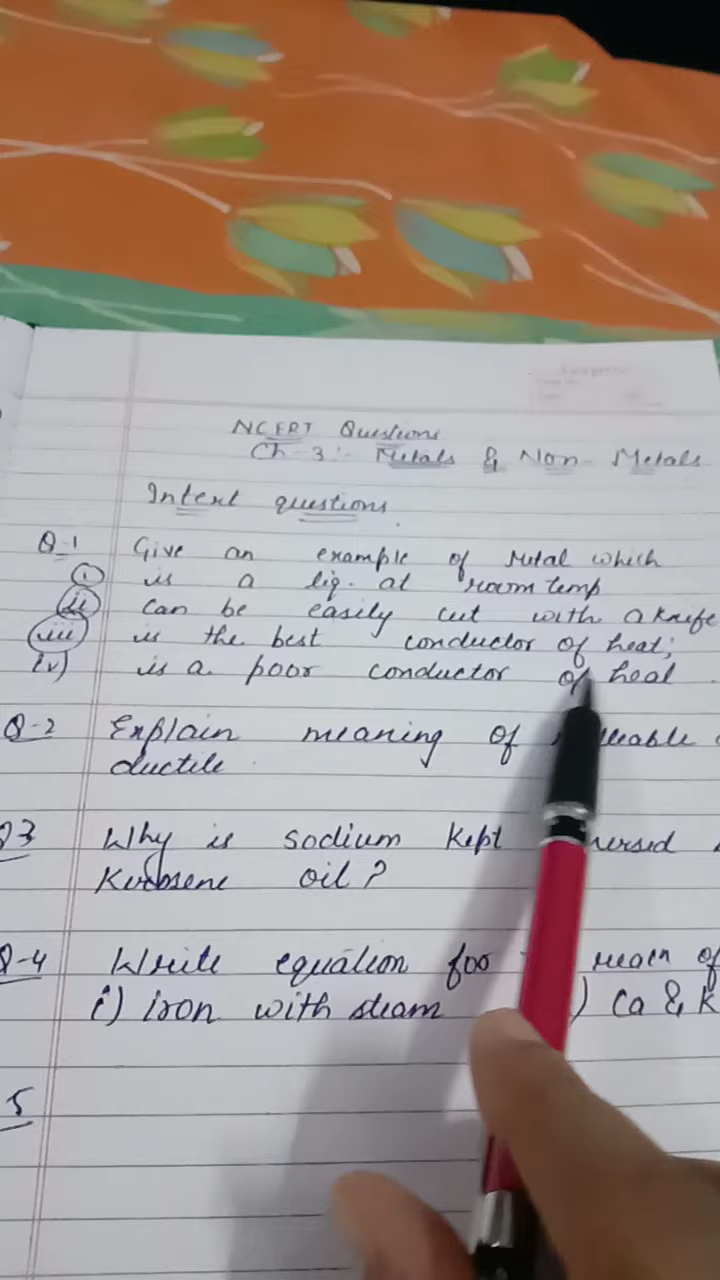 NCERT Questions
Ch-3:- Metals & Non-Metals
Intext questions.
Q-1 Give an example of Metal which
i is a liq. at room temp
ii can be easily cut with a knife
iii is the best conductor of heat;
iv) is a poor conductor of heat.
Q-2 Explain meaning of
ductile.
Q3 Why is sodium kept
Kerosene oil?
Q-4 Write equation for
i) iron with steam ) Ca & K
5